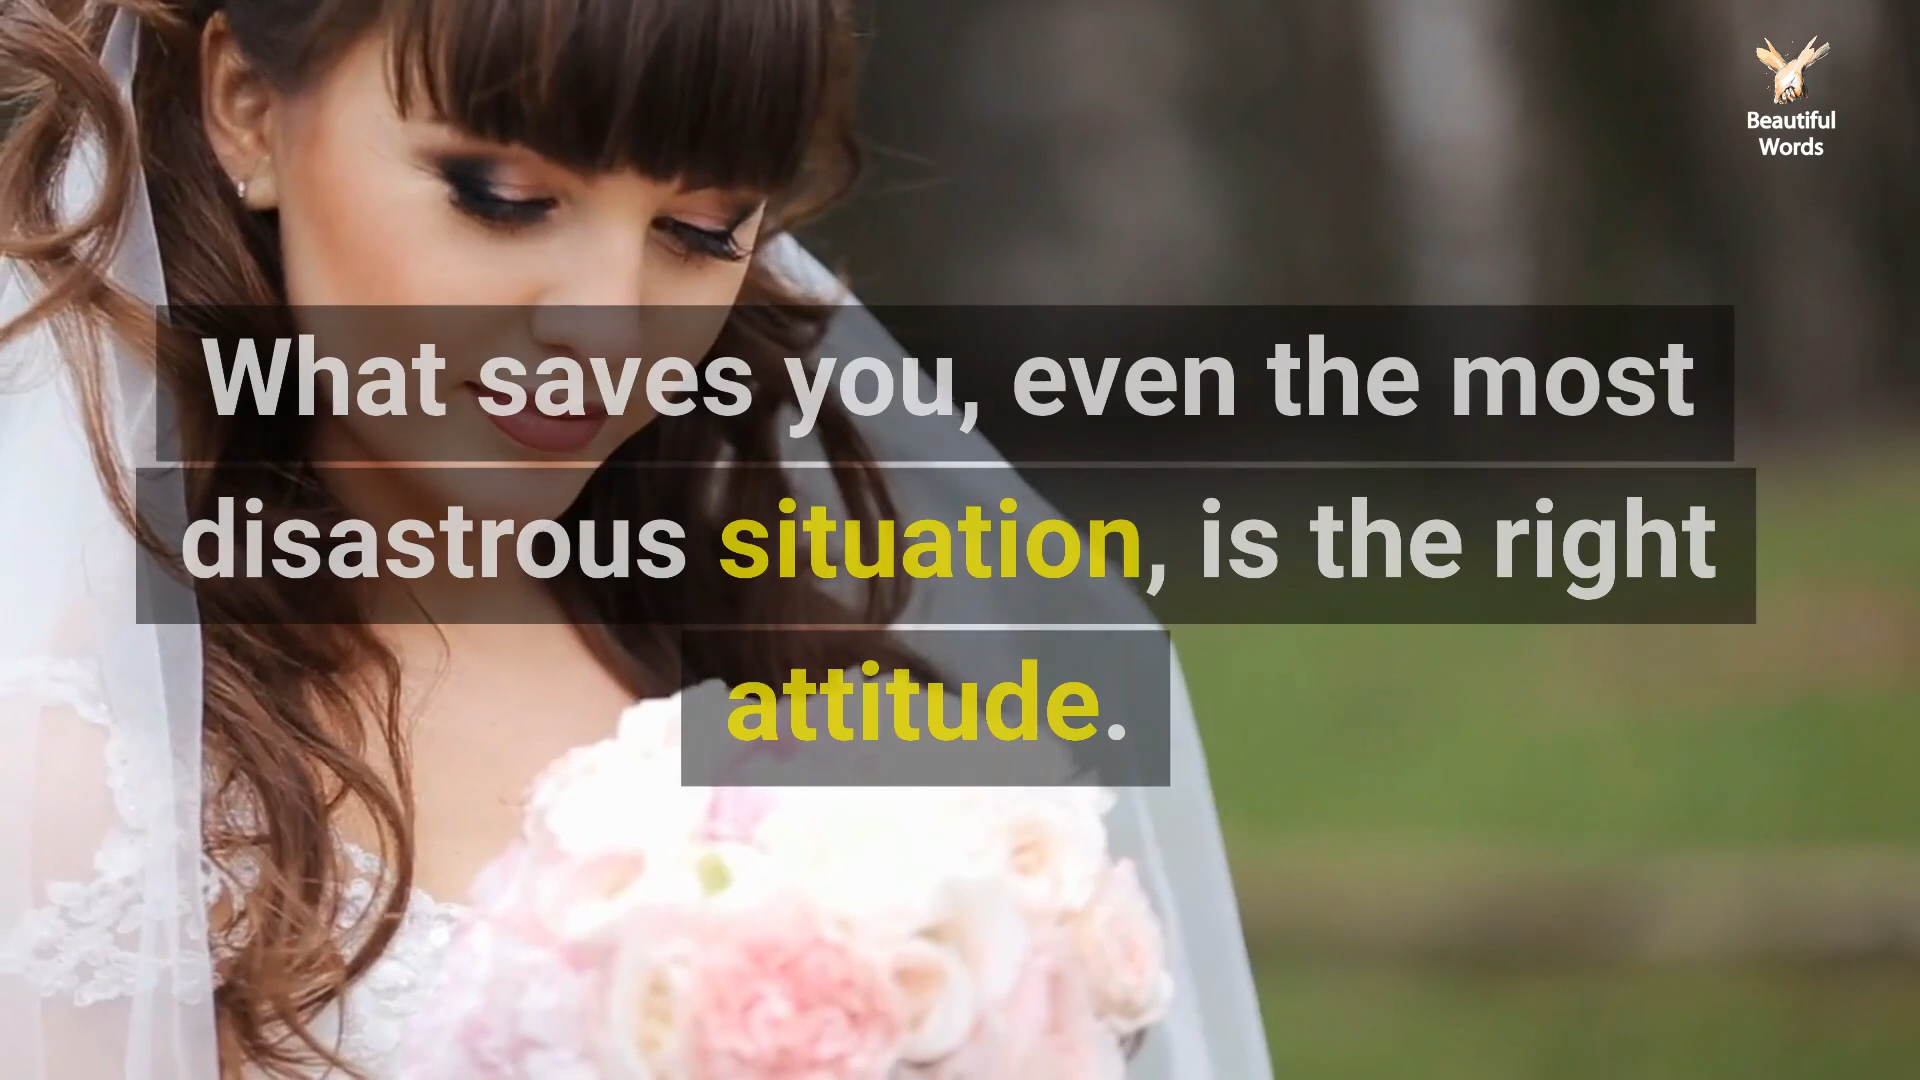 Beautiful
Words
What saves you, even the most
disastrous situation, is the right
attitude.